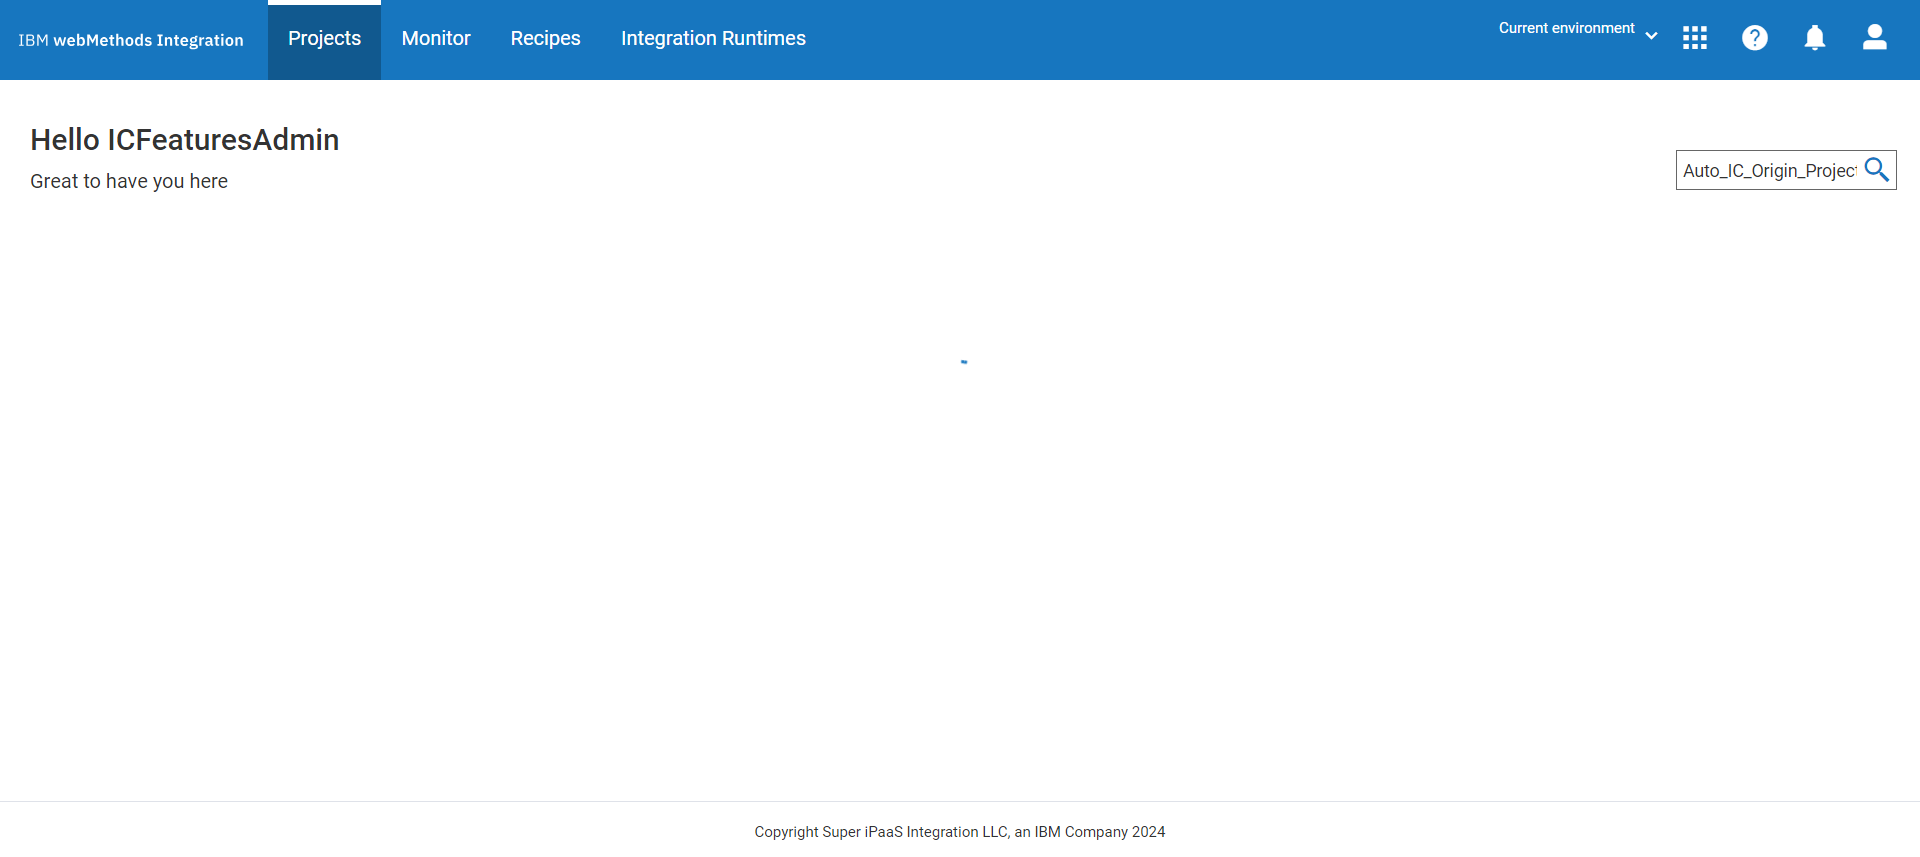 IBM webMethods Integration
Projects
Monitor
Recipes
Integration Runtimes
Current environment
?
Hello ICFeaturesAdmin
Great to have you here
Auto_IC_Origin_Project
Copyright Super iPaaS Integration LLC, an IBM Company 2024